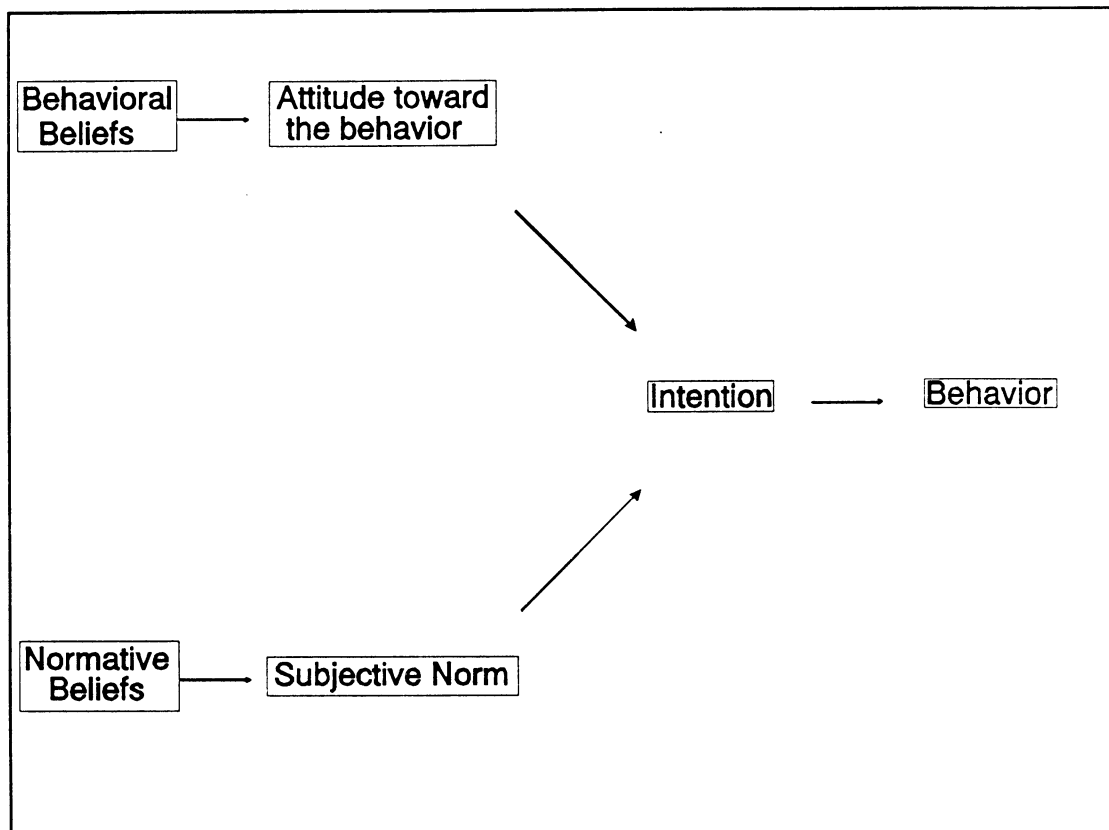 Behavioral
Beliefs
Attitude toward
the behavior
Intention
Behavior
Normative
Beliefs
Subjective Norm